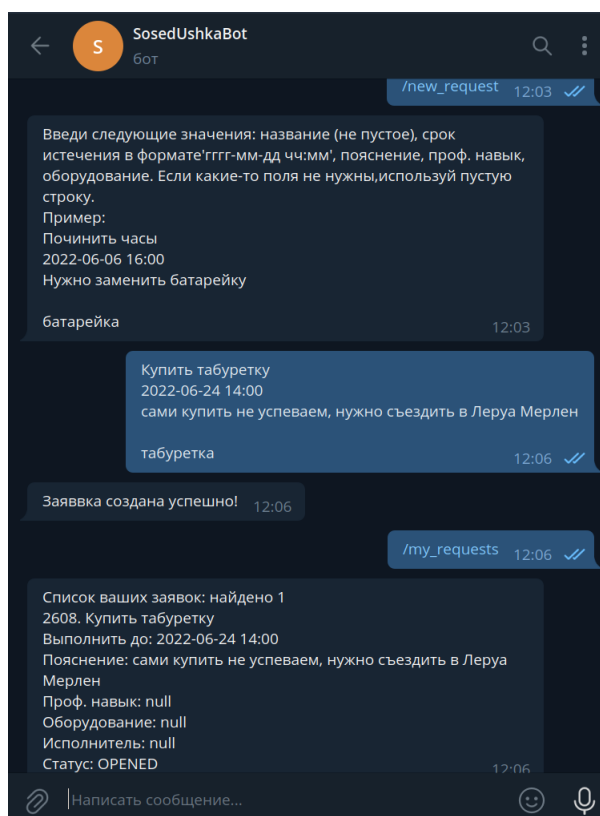 S
SosedUshkaBot
бот
/new_request 12:03
Введи следующие значения: название (не пустое), срок
истечения в формате'гггг-мм-дд чч:мм', пояснение, проф. навык,
оборудование. Если какие-то поля не нужны,используй пустую
строку.
Пример:
Починить часы
2022-06-06 16:00
Нужно заменить батарейку
батарейка
12:03
Купить табуретку
2022-06-24 14:00
сами купить не успеваем, нужно съездить в Леруа Мерлен
табуретка
12:06
Заяввка создана успешно! 12:06
/my_requests 12:06
Список ваших заявок: найдено 1
2608. Купить табуретку
Выполнить до: 2022-06-24 14:00
Пояснение: сами купить не успеваем, нужно съездить в Леруа
Мерлен
Проф. навык: null
Оборудование: null
Исполнитель: null
Статус: OPENED
12:06
Написать сообщение...